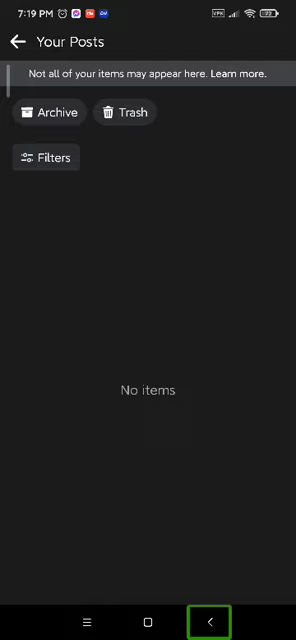 7:19 PM
Your Posts
Not all of your items may appear here. Learn more.
Archive
Trash
Filters
No items